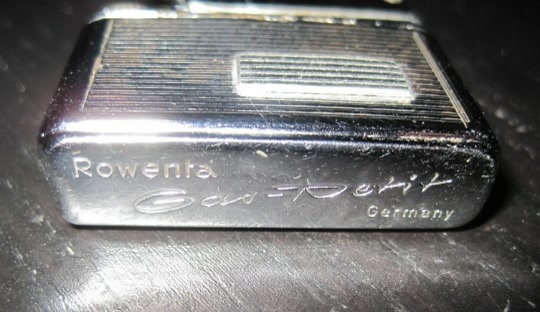 Rowenta
Gas-Petit
Germany